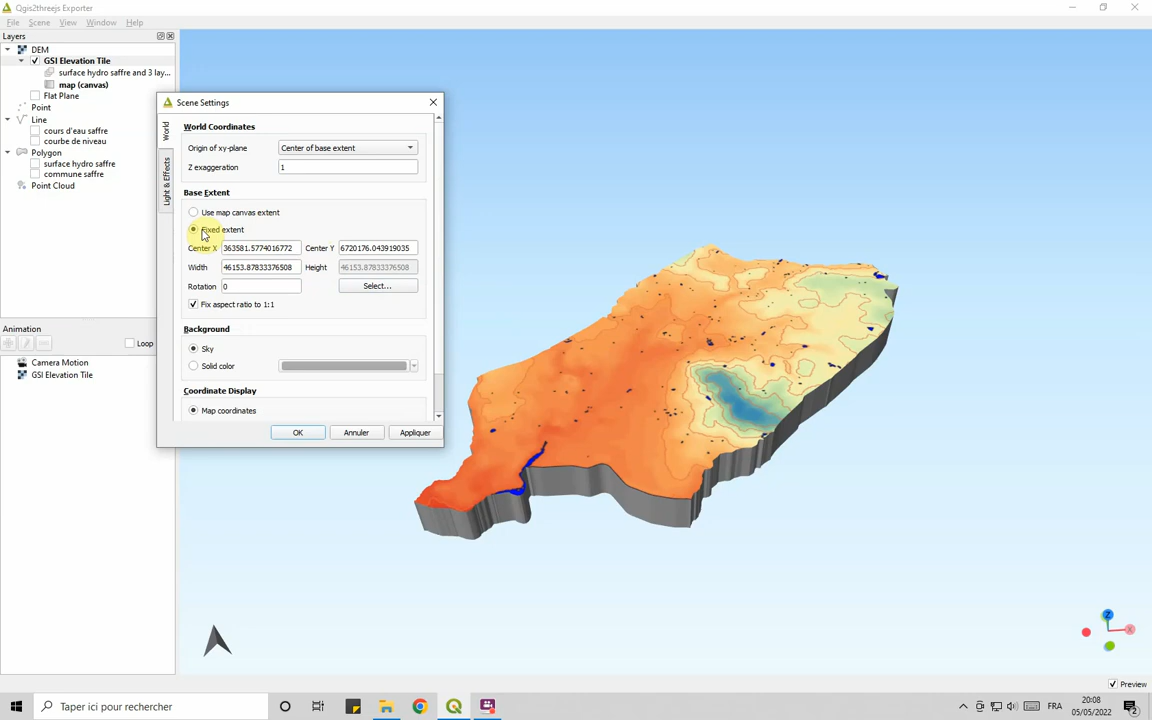 Qgis2threejs Exporter
File Scene View Window Help
Layers
DEM
GSI Elevation Tile
surface hydro saffre and 3 lay...
map (canvas)
Flat Plane
Point
Line
cours d'eau saffre
courbe de niveau
Polygon
surface hydro saffre
commune saffre
Point Cloud
Animation
Loop
Camera Motion
GSI Elevation Tile
Scene Settings
World
Light & Effects
World Coordinates
Origin of xy-plane Center of base extent
Z exaggeration 1
Base Extent
Use map canvas extent
Fixed extent
Center X 363581.5774016772 Center Y 6720176.043919035
Width 46153.87833376508 Height 46153.87833376508
Rotation 0 Select...
Fix aspect ratio to 1:1
Background
Sky
Solid color
Coordinate Display
Map coordinates
OK Annuler Appliquer
Z
X
Preview
Taper ici pour rechercher
FRA
20:08
05/05/2022
2